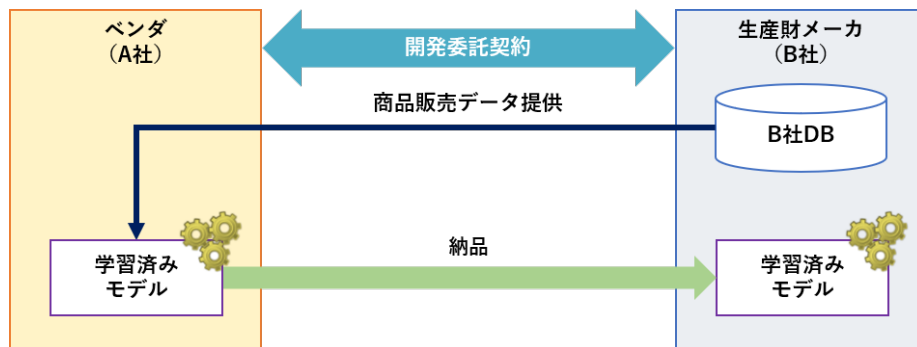 ベンダ
（A社）
開発委託契約
生産財メーカ
（B社）
商品販売データ提供
B社DB
納品
学習済み
モデル
学習済み
モデル